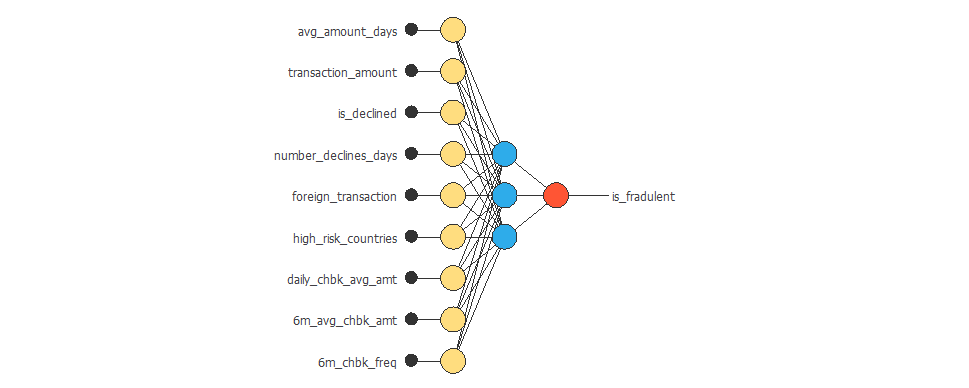 avg_amount_days
transaction_amount
is_declined
number_declines_days
foreign_transaction
is_fradulent
high_risk_countries
daily_chbk_avg_amt
6m_avg_chbk_amt
6m_chbk_freq